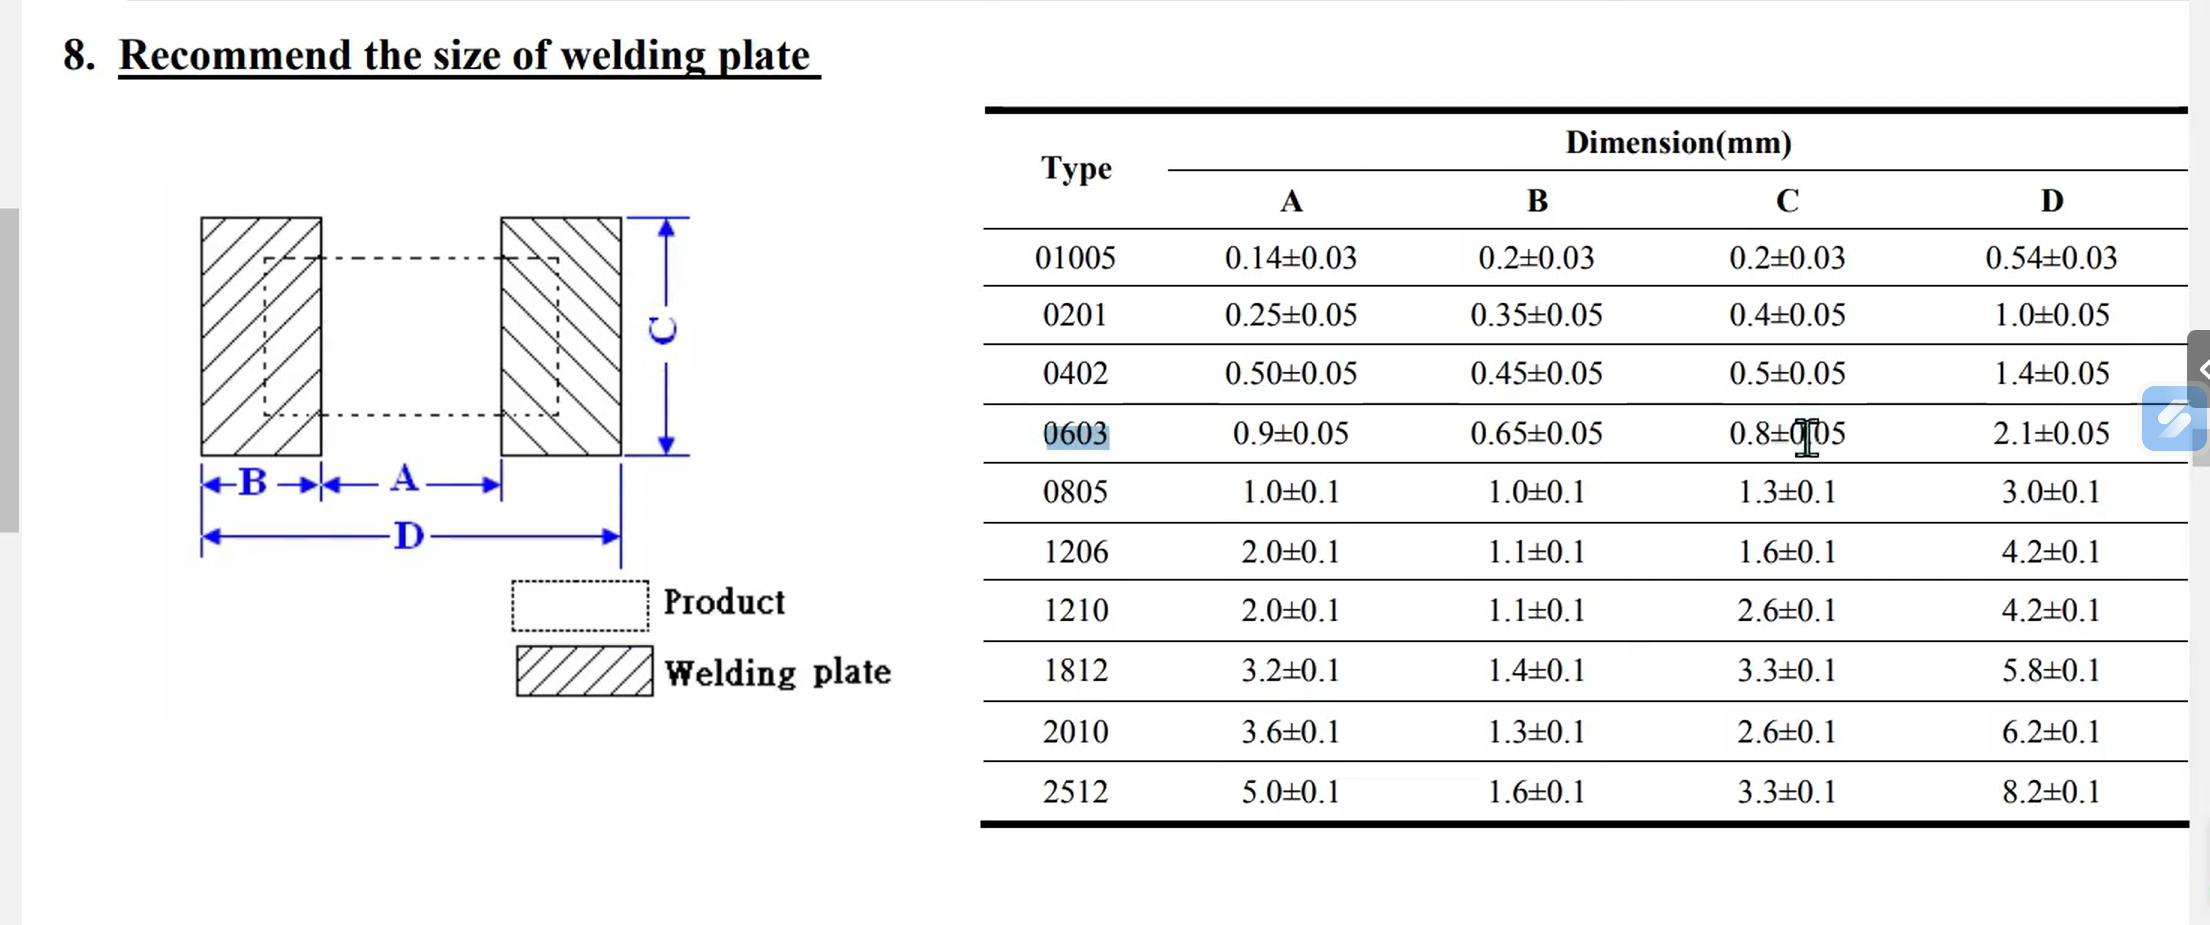 8. Recommend the size of welding plate
C
B A
D
Product
Welding plate
Type Dimension(mm)
A B C D
01005 0.14±0.03 0.2±0.03 0.2±0.03 0.54±0.03
0201 0.25±0.05 0.35±0.05 0.4±0.05 1.0±0.05
0402 0.50±0.05 0.45±0.05 0.5±0.05 1.4±0.05
0603 0.9±0.05 0.65±0.05 0.8±0.05 2.1±0.05
0805 1.0±0.1 1.0±0.1 1.3±0.1 3.0±0.1
1206 2.0±0.1 1.1±0.1 1.6±0.1 4.2±0.1
1210 2.0±0.1 1.1±0.1 2.6±0.1 4.2±0.1
1812 3.2±0.1 1.4±0.1 3.3±0.1 5.8±0.1
2010 3.6±0.1 1.3±0.1 2.6±0.1 6.2±0.1
2512 5.0±0.1 1.6±0.1 3.3±0.1 8.2±0.1